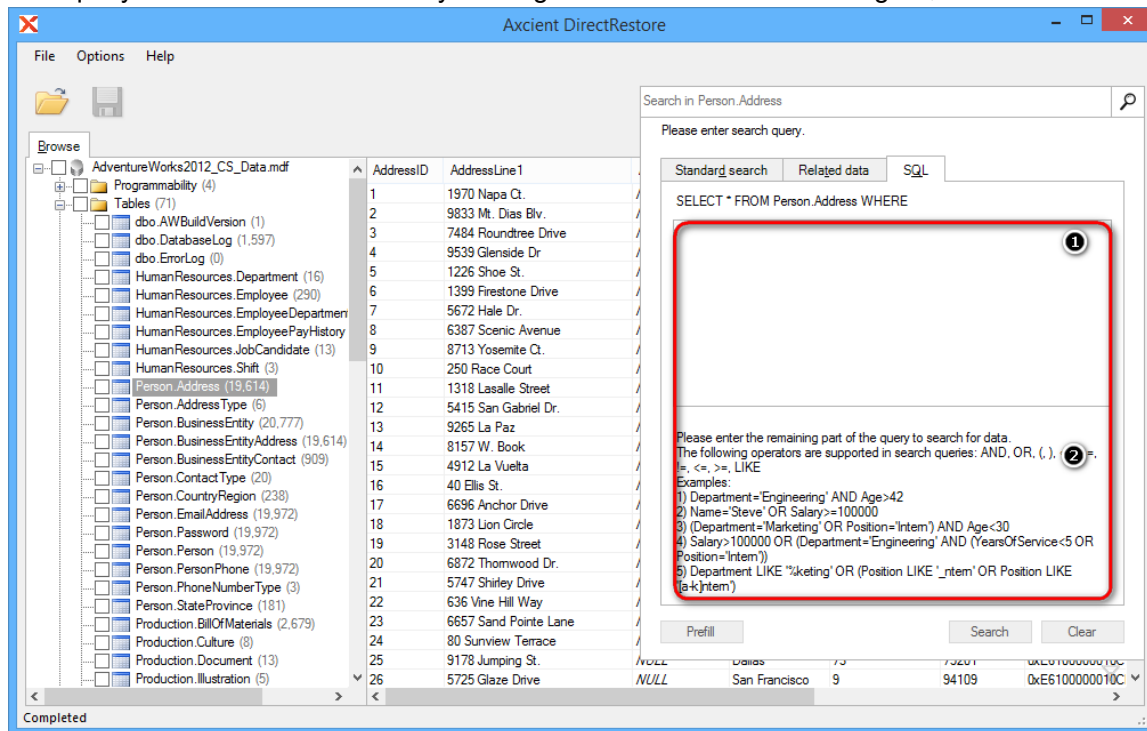 Axcient DirectRestore
File Options Help
Search in Person.Address
Please enter search query.
Browse
Standard search Related data SQL
SELECT * FROM Person.Address WHERE
1
Please enter the remaining part of the query to search for data.
The following operators are supported in search queries: AND, OR, (, ), 2 =,
!=, <=, >=, LIKE
Examples:
1) Department='Engineering' AND Age>42
2) Name='Steve' OR Salary>=100000
3) (Department='Marketing' OR Position='Intern') AND Age<30
4) Salary>100000 OR (Department='Engineering' AND (YearsOfService<5 OR
Position='Intern'))
5) Department LIKE '%keting' OR (Position LIKE '_ntern' OR Position LIKE
'[a-k]ntern')
Prefill Search Clear
AdventureWorks2012_CS_Data.mdf
Programmability (4)
Tables (71)
dbo.AWBuildVersion (1)
dbo.DatabaseLog (1,597)
dbo.ErrorLog (0)
HumanResources.Department (16)
HumanResources.Employee (290)
HumanResources.EmployeeDepartmen
HumanResources.EmployeePayHistory
HumanResources.JobCandidate (13)
HumanResources.Shift (3)
Person.Address (19,614)
Person.AddressType (6)
Person.BusinessEntity (20,777)
Person.BusinessEntityAddress (19,614)
Person.BusinessEntityContact (909)
Person.ContactType (20)
Person.CountryRegion (238)
Person.EmailAddress (19,972)
Person.Password (19,972)
Person.Person (19,972)
Person.PersonPhone (19,972)
Person.PhoneNumberType (3)
Person.StateProvince (181)
Production.BillOfMaterials (2,679)
Production.Culture (8)
Production.Document (13)
Production.Illustration (5)
AddressID AddressLine1
1 1970 Napa Ct.
2 9833 Mt. Dias Blv.
3 7484 Roundtree Drive
4 9539 Glenside Dr
5 1226 Shoe St.
6 1399 Firestone Drive
7 5672 Hale Dr.
8 6387 Scenic Avenue
9 8713 Yosemite Ct.
10 250 Race Court
11 1318 Lasalle Street
12 5415 San Gabriel Dr.
13 9265 La Paz
14 8157 W. Book
15 4912 La Vuelta
16 40 Ellis St.
17 6696 Anchor Drive
18 1873 Lion Circle
19 3148 Rose Street
20 6872 Thornwood Dr.
21 5747 Shirley Drive
22 636 Vine Hill Way
23 6657 Sand Pointe Lane
24 80 Sunview Terrace
25 9178 Jumping St. NULL Dallas 73 75201 0xE6100000010C
26 5725 Glaze Drive NULL San Francisco 9 94109 0xE6100000010C
Completed